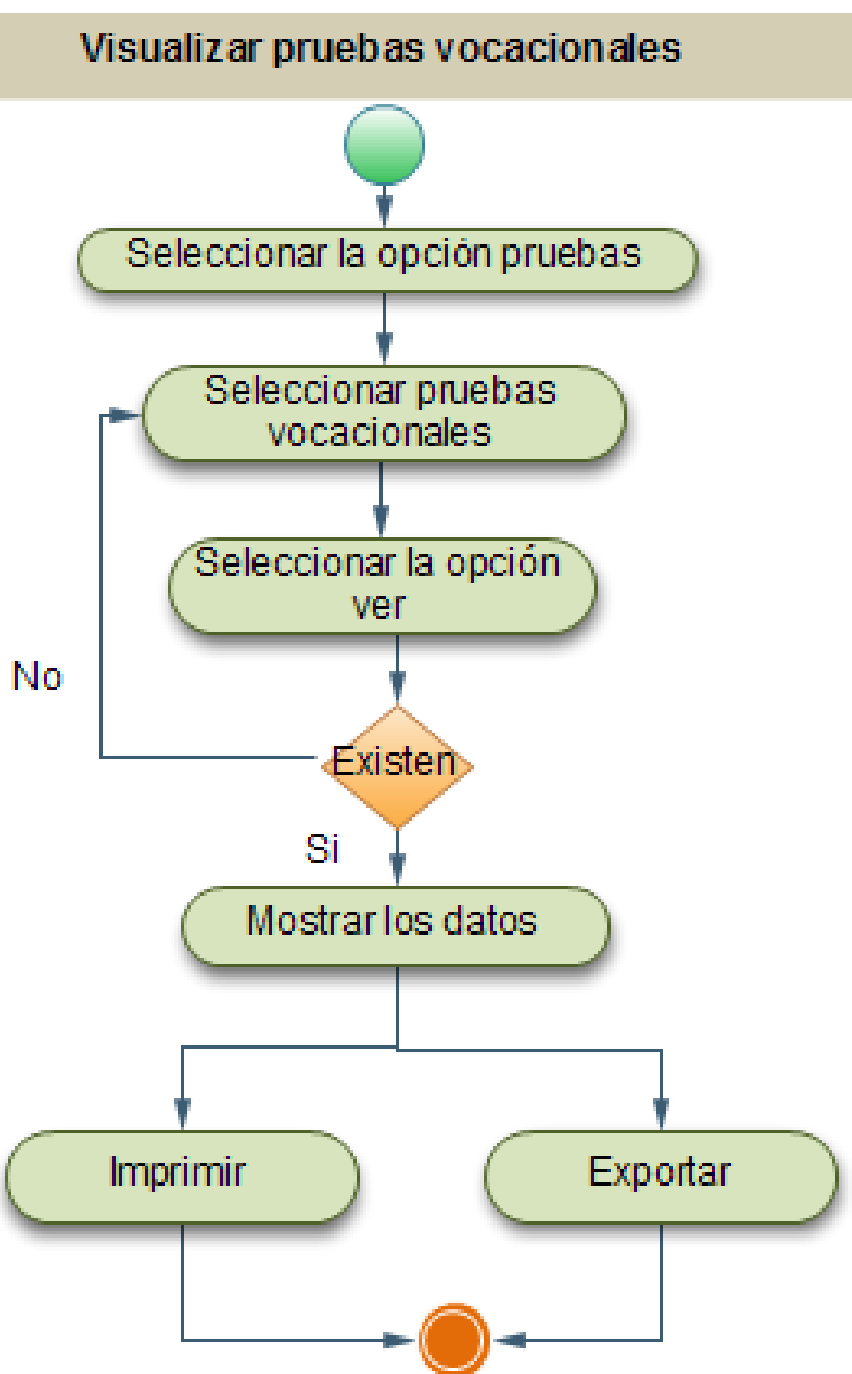 Visualizar pruebas vocacionales
Seleccionar la opción pruebas
Seleccionar pruebas
vocacionales
Seleccionar la opción
ver
No
Existen
Si
Mostrar los datos
Imprimir
Exportar